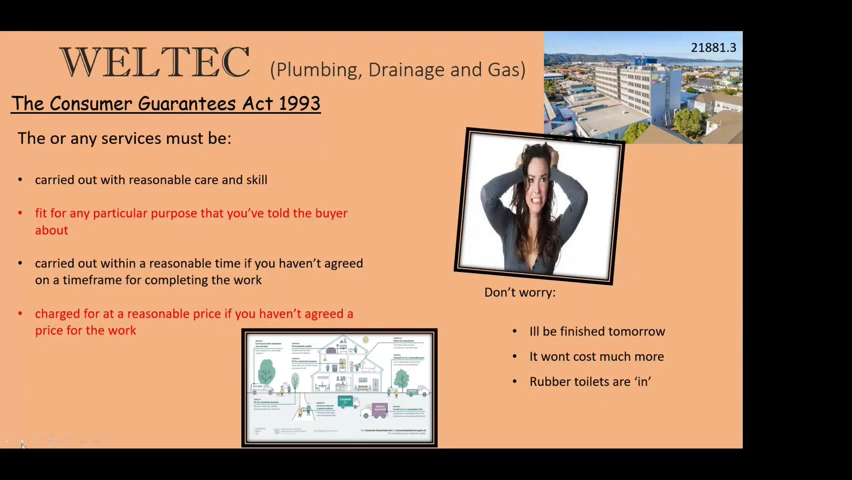 WELTEC (Plumbing, Drainage and Gas)
21881.3
The Consumer Guarantees Act 1993
The or any services must be:
• carried out with reasonable care and skill
• fit for any particular purpose that you've told the buyer
about
• carried out within a reasonable time if you haven't agreed
on a timeframe for completing the work
• charged for at a reasonable price if you haven't agreed a
price for the work
Don't worry:
• Ill be finished tomorrow
• It wont cost much more
• Rubber toilets are 'in'